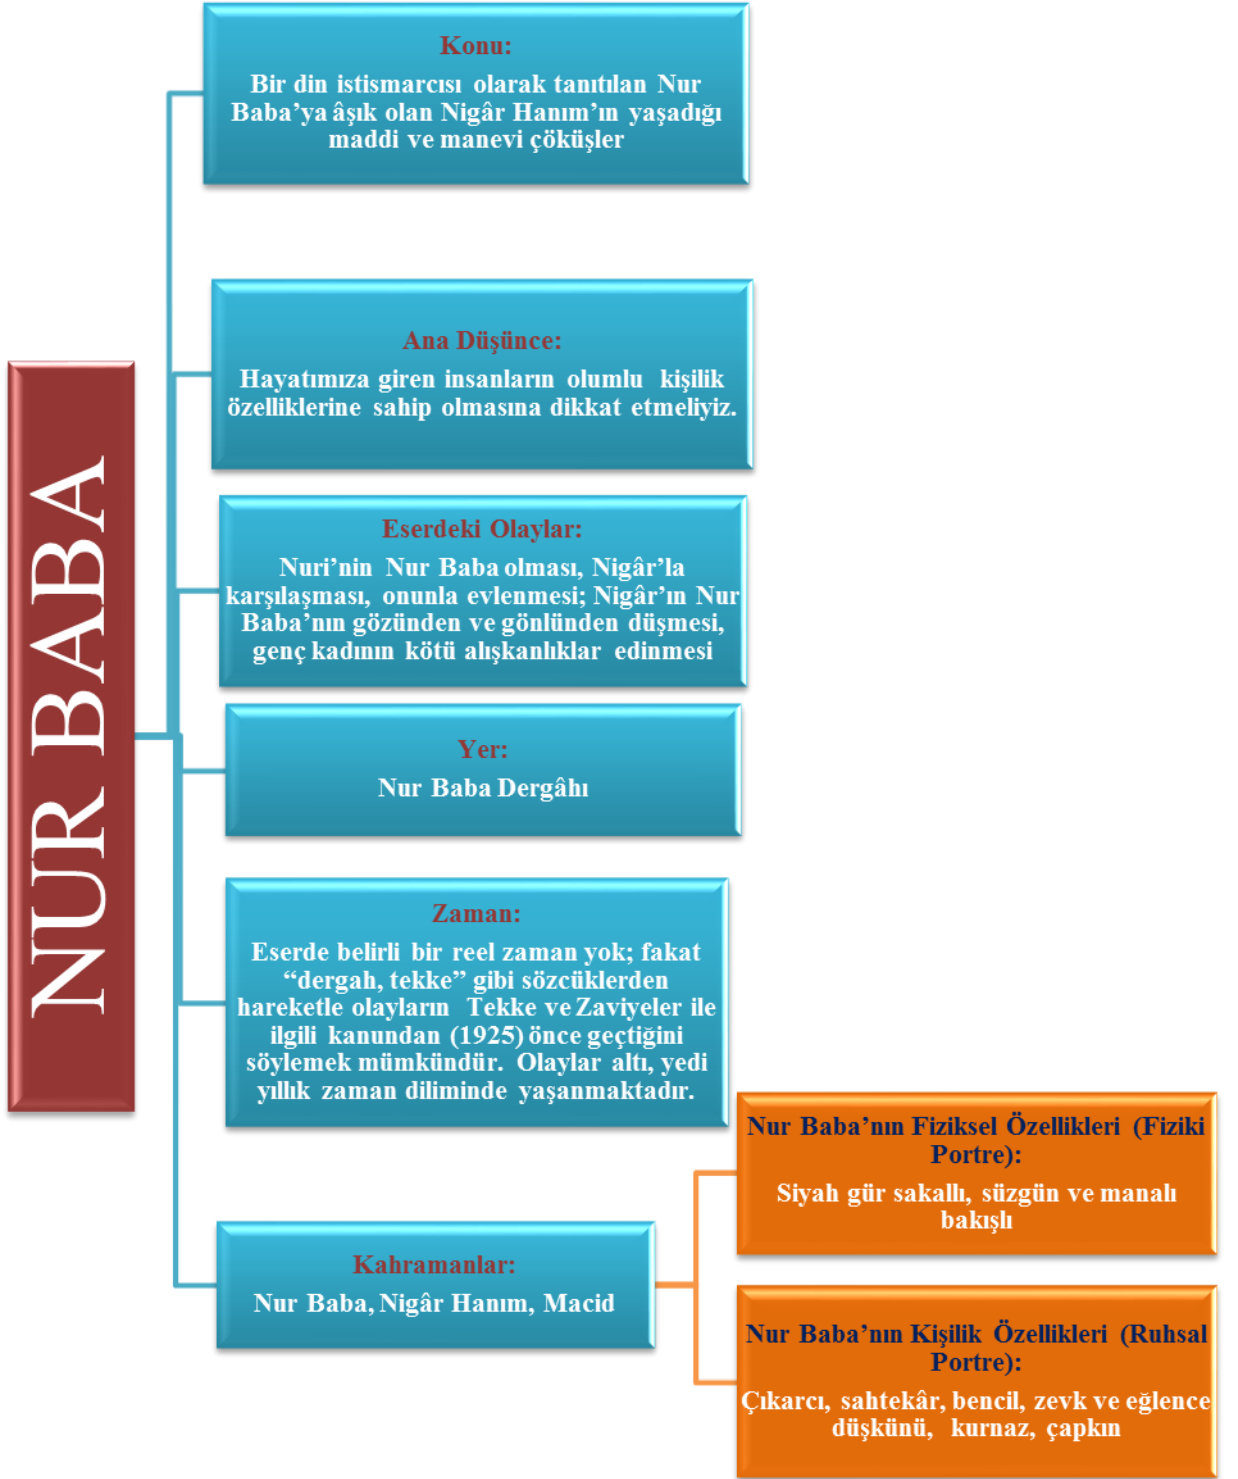 NUR BABA
Konu:
Bir din istismarcısı olarak tanıtılan Nur
Baba’ya âşık olan Nigâr Hanım’ın yaşadığı
maddi ve manevi çöküşler
Ana Düşünce:
Hayatımıza giren insanların olumlu kişilik
özelliklerine sahip olmasına dikkat etmeliyiz.
Eserdeki Olaylar:
Nuri’nin Nur Baba olması, Nigâr’la
karşılaşması, onunla evlenmesi; Nigâr’ın Nur
Baba’nın gözünden ve gönlünden düşmesi,
genç kadının kötü alışkanlıklar edinmesi
Yer:
Nur Baba Dergâhı
Zaman:
Eserde belirli bir reel zaman yok; fakat
“dergah, tekke” gibi sözcüklerden
hareketle olayların Tekke ve Zaviyeler ile
ilgili kanundan (1925) önce geçtiğini
söylemek mümkündür. Olaylar altı, yedi
yıllık zaman diliminde yaşanmaktadır.
Kahramanlar:
Nur Baba, Nigâr Hanım, Macid
Nur Baba’nın Fiziksel Özellikleri (Fiziki
Portre):
Siyah gür sakallı, süzgün ve manalı
bakışlı
Nur Baba’nın Kişilik Özellikleri (Ruhsal
Portre):
Çıkarcı, sahtekâr, bencil, zevk ve eğlence
düşkünü, kurnaz, çapkın